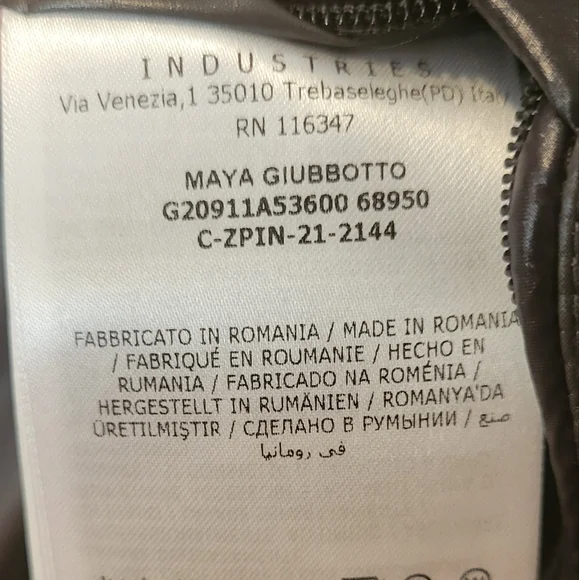 INDUSTRIES
Via Venezia,1 35010 Trebaseleghe(PD) Italy
RN 116347
MAYA GIUBBOTTO
G20911A53600 68950
C-ZPIN-21-2144
FABBRICATO IN ROMANIA / MADE IN ROMANIA
/ FABRIQUÉ EN ROUMANIE / HECHO EN
RUMANIA / FABRICADO NA ROMÉNIA /
HERGESTELLT IN RUMÄNIEN / ROMANYA'DA
ÜRETILMIŞTIR / СДЕЛАНО В РУМЫНИИ / صنع
في رومانيا